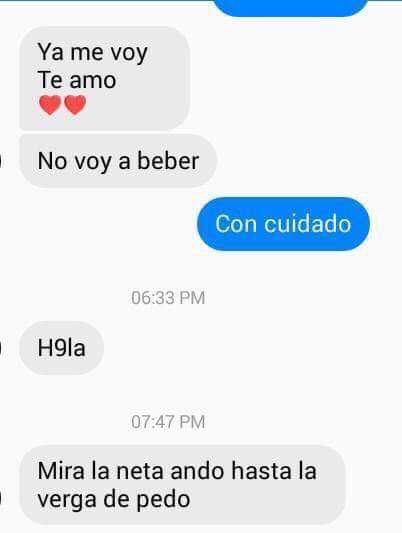 Ya me voy
Te amo
♥♥
No voy a beber
Con cuidado
06:33 PM
H9la
07:47 PM
Mira la neta ando hasta la
verga de pedo